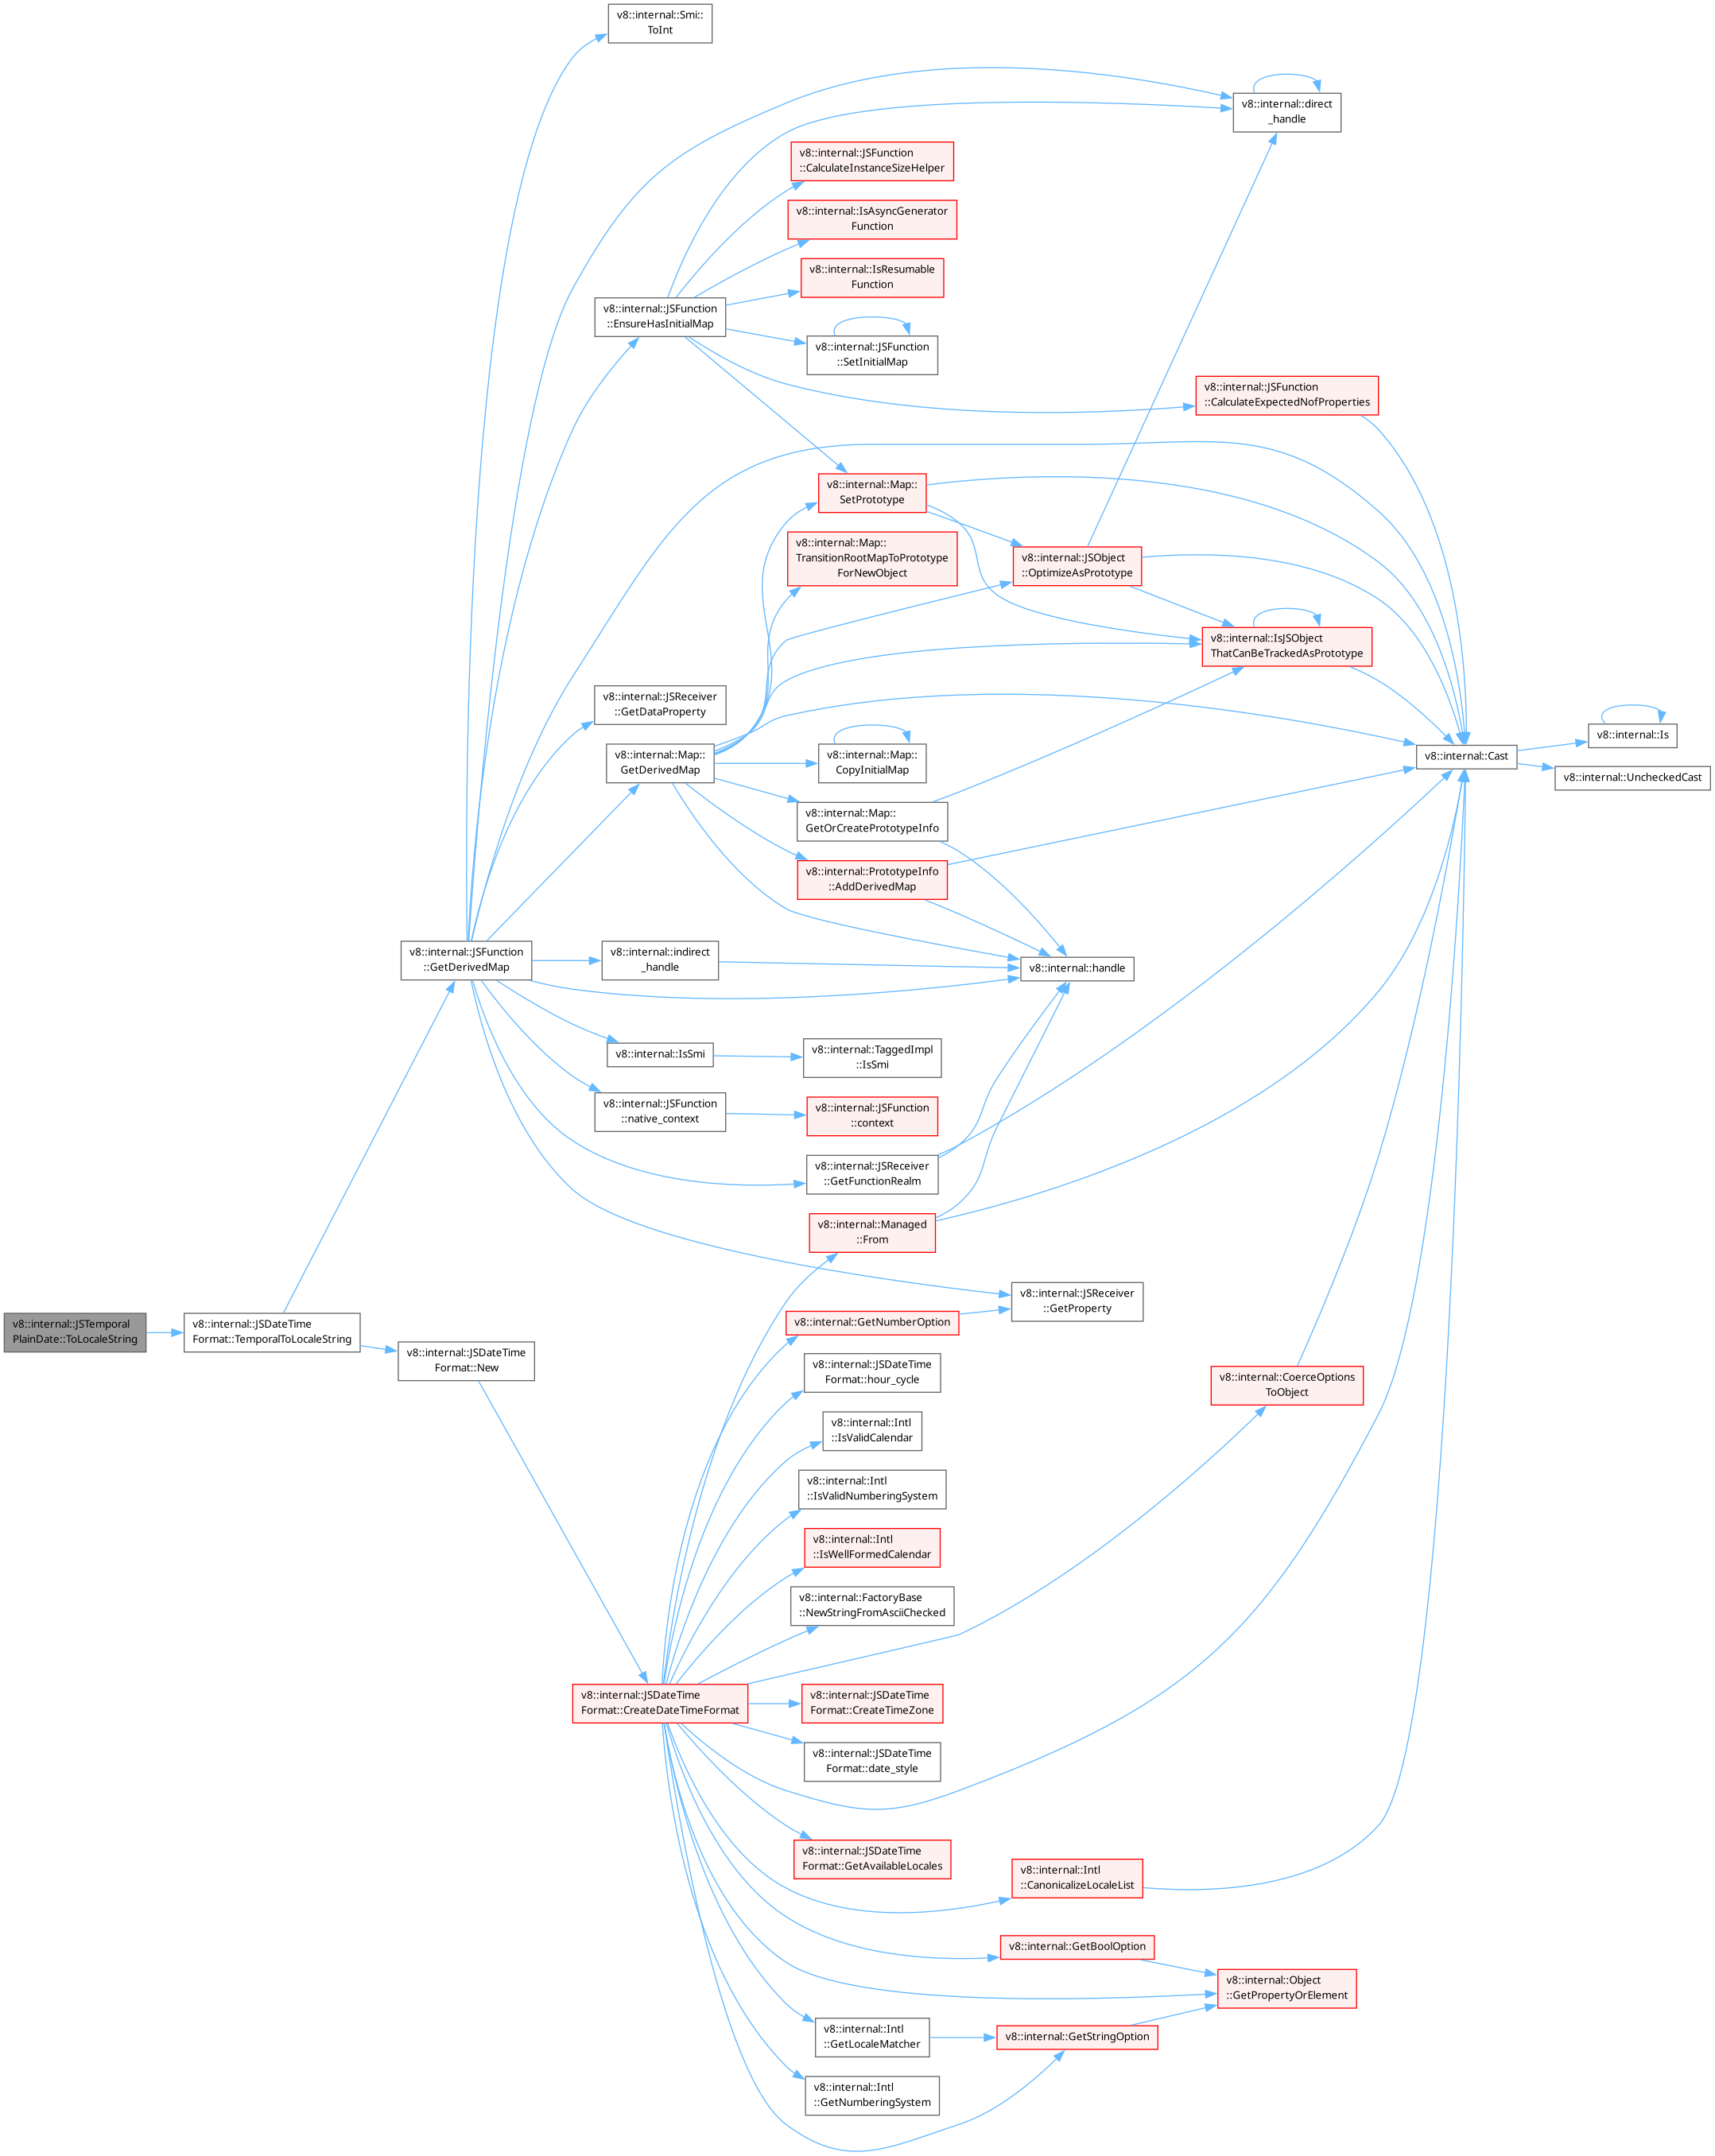 v8::internal::Smi::
ToInt
v8::internal::direct
_handle
v8::internal::JSFunction
::CalculateInstanceSizeHelper
v8::internal::IsAsyncGenerator
Function
v8::internal::IsResumable
Function
v8::internal::JSFunction
::EnsureHasInitialMap
v8::internal::JSFunction
::SetInitialMap
v8::internal::JSFunction
::CalculateExpectedNofProperties
v8::internal::Map::
SetPrototype
v8::internal::Map::
TransitionRootMapToPrototype
ForNewObject
v8::internal::JSObject
::OptimizeAsPrototype
v8::internal::IsJSObject
ThatCanBeTrackedAsPrototype
v8::internal::JSReceiver
::GetDataProperty
v8::internal::Map::
GetDerivedMap
v8::internal::Map::
CopyInitialMap
v8::internal::Cast
v8::internal::Is
v8::internal::UncheckedCast
v8::internal::Map::
GetOrCreatePrototypeInfo
v8::internal::PrototypeInfo
::AddDerivedMap
v8::internal::JSFunction
::GetDerivedMap
v8::internal::indirect
_handle
v8::internal::handle
v8::internal::IsSmi
v8::internal::TaggedImpl
::IsSmi
v8::internal::JSFunction
::native_context
v8::internal::JSFunction
::context
v8::internal::JSReceiver
::GetFunctionRealm
v8::internal::Managed
::From
v8::internal::JSReceiver
::GetProperty
v8::internal::JSTemporal
PlainDate::ToLocaleString
v8::internal::JSDateTime
Format::TemporalToLocaleString
v8::internal::GetNumberOption
v8::internal::JSDateTime
Format::New
v8::internal::JSDateTime
Format::hour_cycle
v8::internal::CoerceOptions
ToObject
v8::internal::Intl
::IsValidCalendar
v8::internal::Intl
::IsValidNumberingSystem
v8::internal::Intl
::IsWellFormedCalendar
v8::internal::FactoryBase
::NewStringFromAsciiChecked
v8::internal::JSDateTime
Format::CreateDateTimeFormat
v8::internal::JSDateTime
Format::CreateTimeZone
v8::internal::JSDateTime
Format::date_style
v8::internal::JSDateTime
Format::GetAvailableLocales
v8::internal::Intl
::CanonicalizeLocaleList
v8::internal::GetBoolOption
v8::internal::Object
::GetPropertyOrElement
v8::internal::Intl
::GetLocaleMatcher
v8::internal::GetStringOption
v8::internal::Intl
::GetNumberingSystem